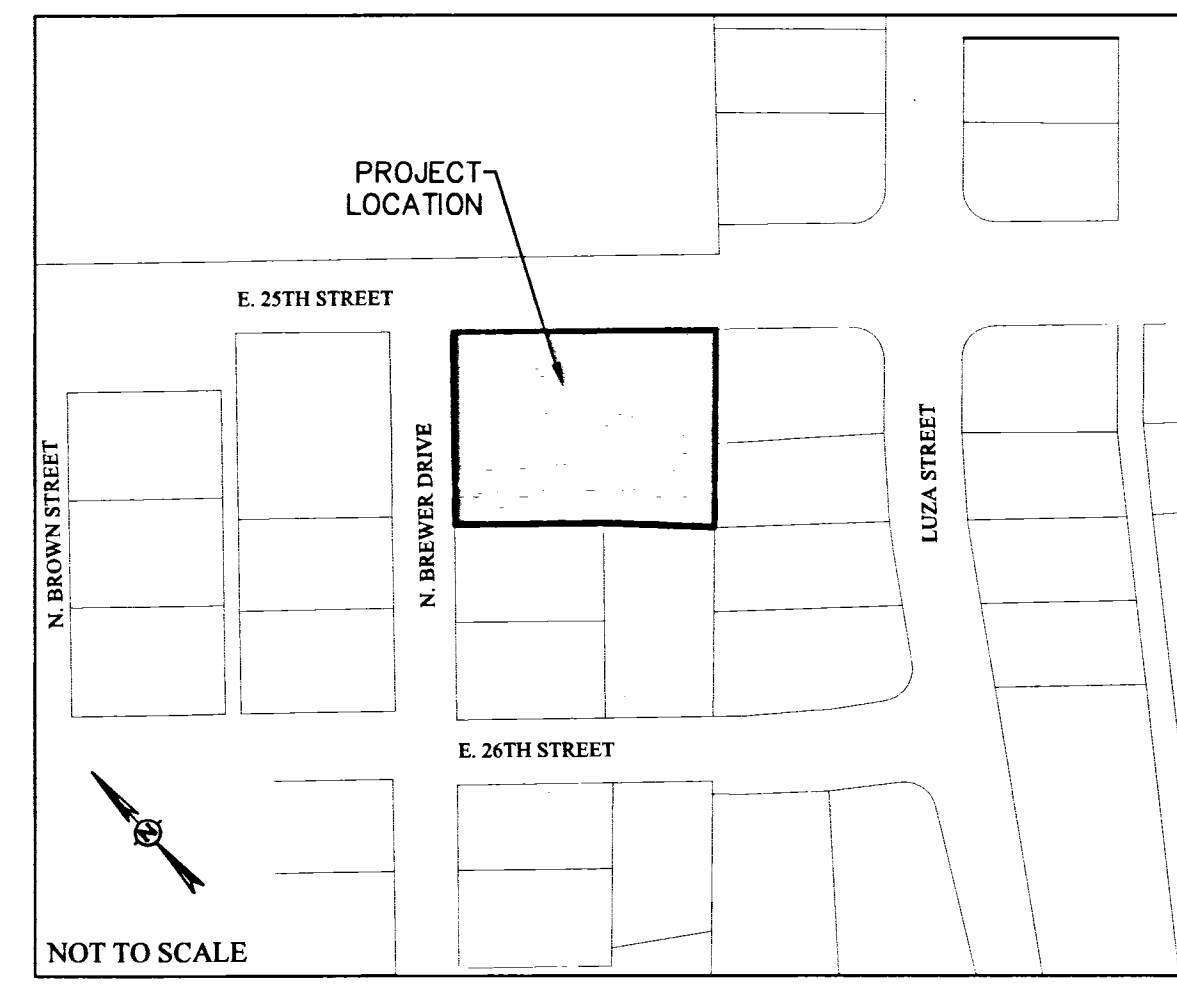 PROJECT
LOCATION
E. 25TH STREET
N. BROWN STREET
N. BREWER DRIVE
LUZA STREET
E. 26TH STREET
N
NOT TO SCALE